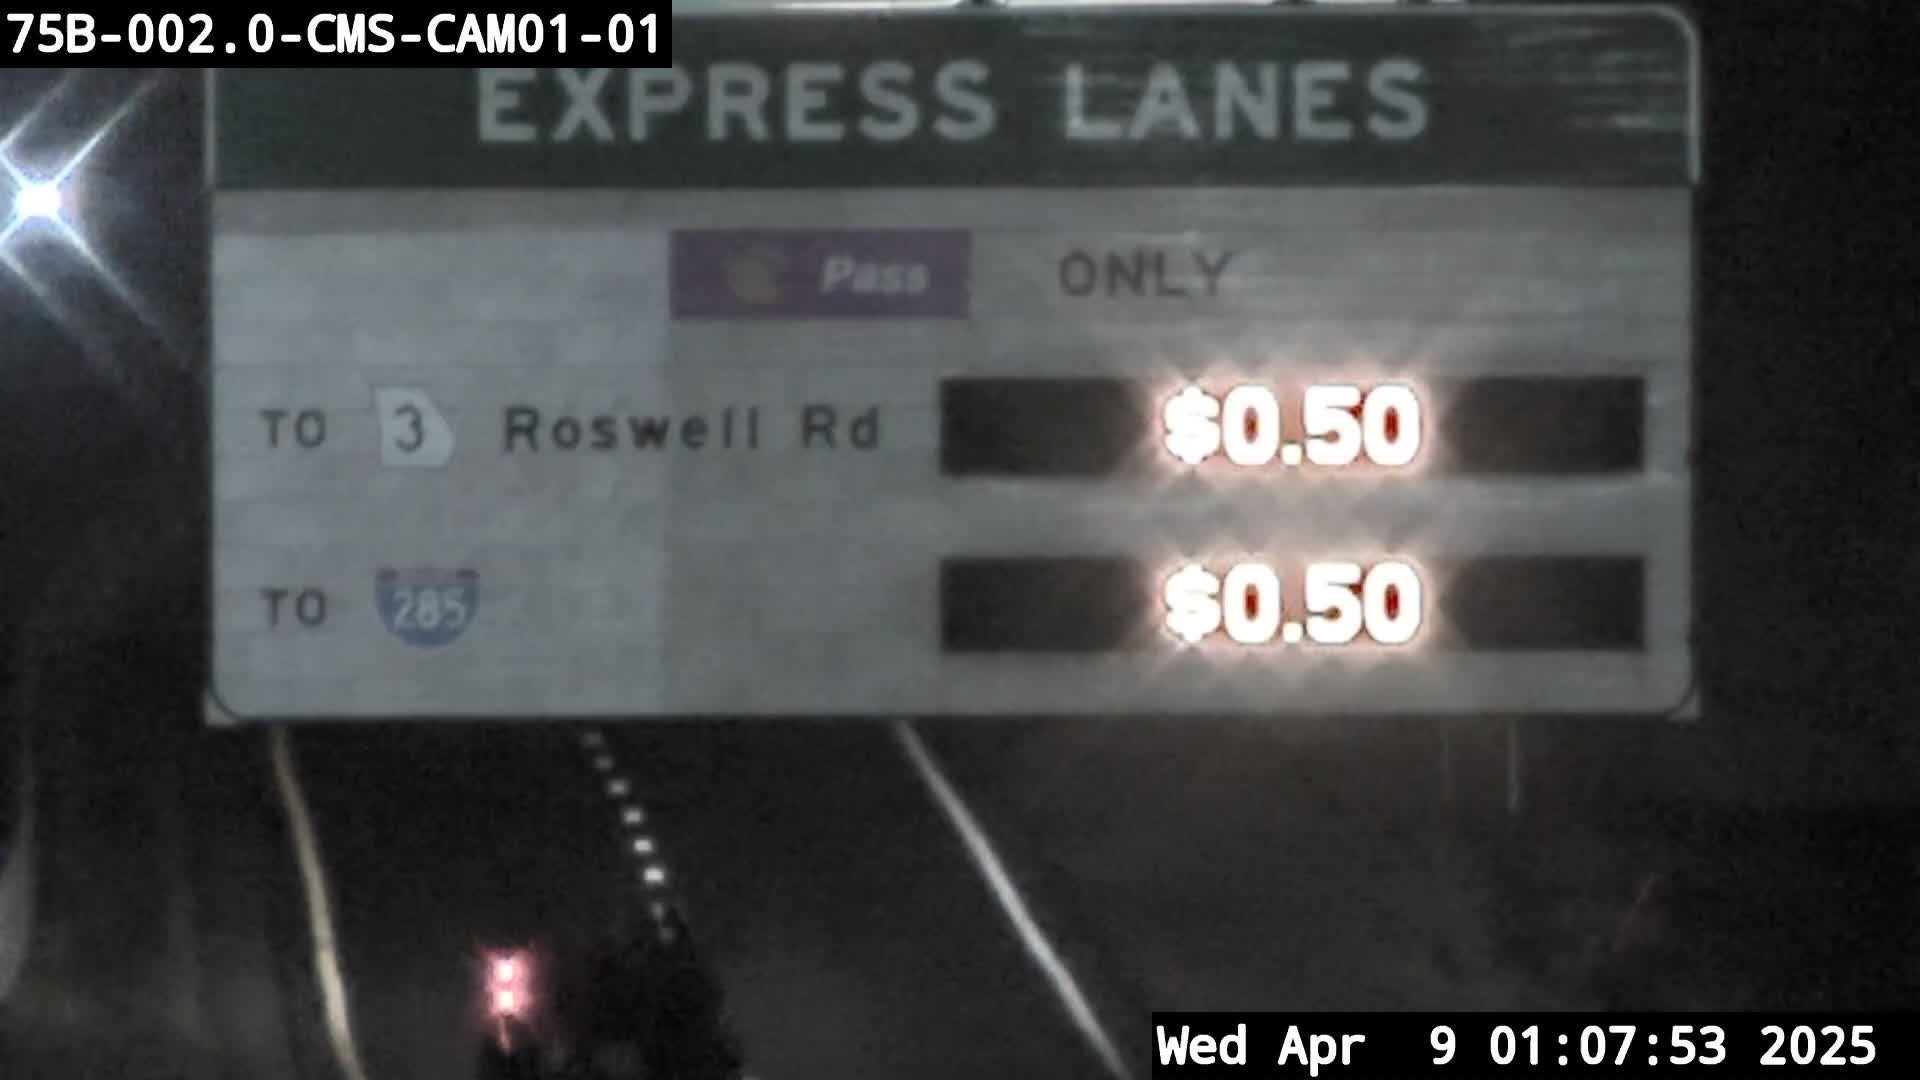 75B-002.0-CMS-CAM01-01
EXPRESS LANES
Pass ONLY
TO 3 Roswell Rd $0.50
TO 285 $0.50
Wed Apr 9 01:07:53 2025